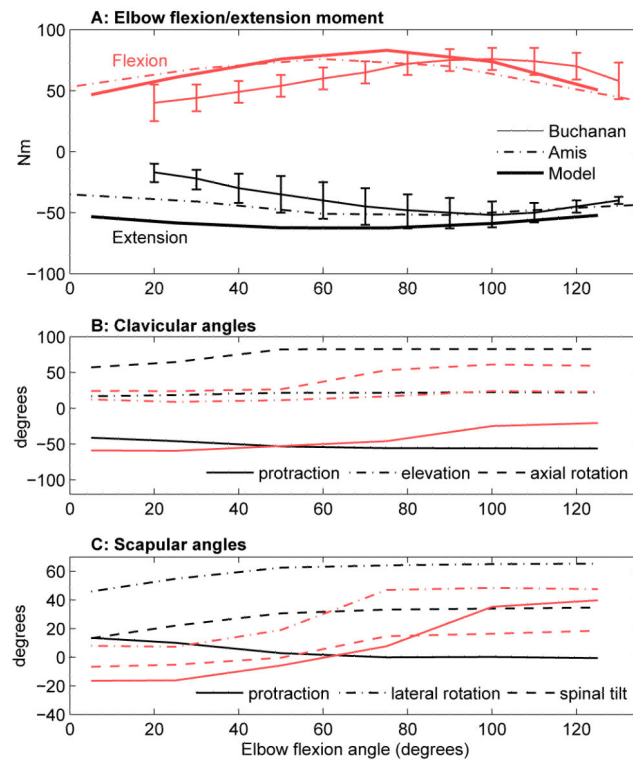 A: Elbow flexion/extension moment
100
50
0
−50
−100
Nm
Flexion
Buchanan
Amis
Model
Extension
0 20 40 60 80 100 120
B: Clavicular angles
100
50
0
−50
−100
degrees
protraction elevation axial rotation
0 20 40 60 80 100 120
C: Scapular angles
60
40
20
0
−20
−40
degrees
protraction lateral rotation spinal tilt
0 20 40 60 80 100 120
Elbow flexion angle (degrees)